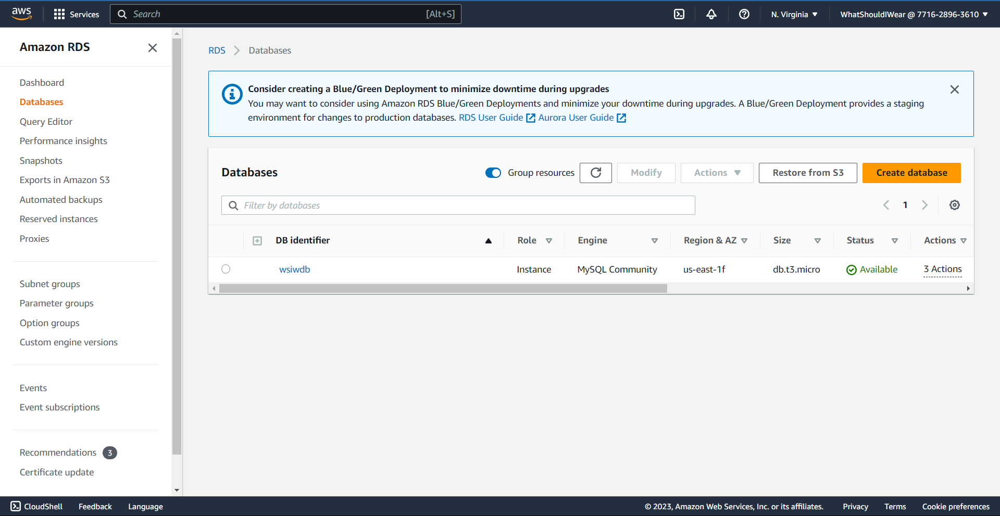 aws
Services
Search
[Alt+S]
N. Virginia
WhatShouldIWear @ 7716-2896-3610
Amazon RDS
Dashboard
Databases
Query Editor
Performance insights
Snapshots
Exports in Amazon S3
Automated backups
Reserved instances
Proxies
Subnet groups
Parameter groups
Option groups
Custom engine versions
Events
Event subscriptions
Recommendations 3
Certificate update
RDS > Databases
Consider creating a Blue/Green Deployment to minimize downtime during upgrades
You may want to consider using Amazon RDS Blue/Green Deployments and minimize your downtime during upgrades. A Blue/Green Deployment provides a staging
environment for changes to production databases. RDS User Guide Aurora User Guide
Databases
Group resources
Modify
Actions
Restore from S3
Create database
Filter by databases
1
DB identifier Role Engine Region & AZ Size Status Actions
wsiwdb Instance MySQL Community us-east-1f db.t3.micro Available 3 Actions
CloudShell Feedback Language
© 2023, Amazon Web Services, Inc. or its affiliates. Privacy Terms Cookie preferences